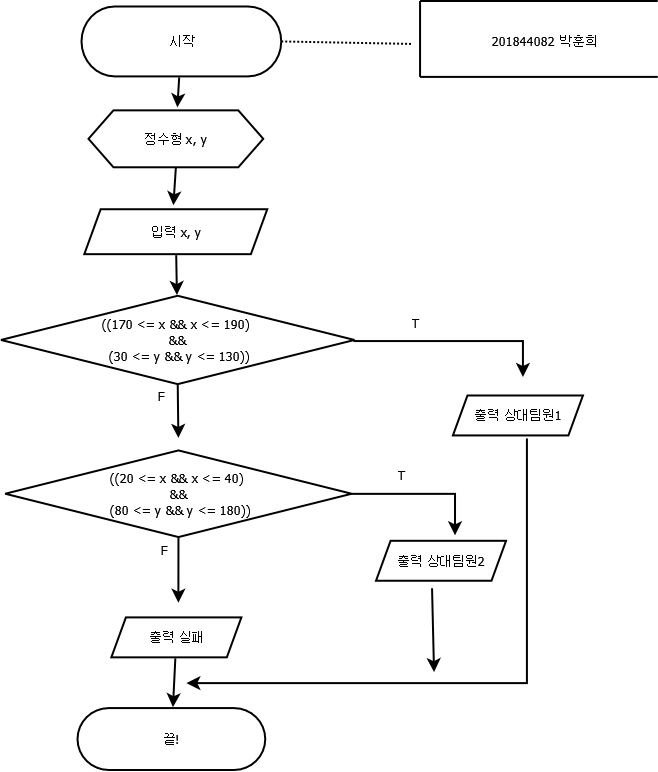 시작
201844082 박훈희
정수형 x, y
입력 x, y
((170 <= x && x <= 190)
&&
(30 <= y && y <= 130))
T
F
출력 상대팀원1
((20 <= x && x <= 40)
&&
(80 <= y && y <= 180))
T
F
출력 상대팀원2
출력 실패
끝!